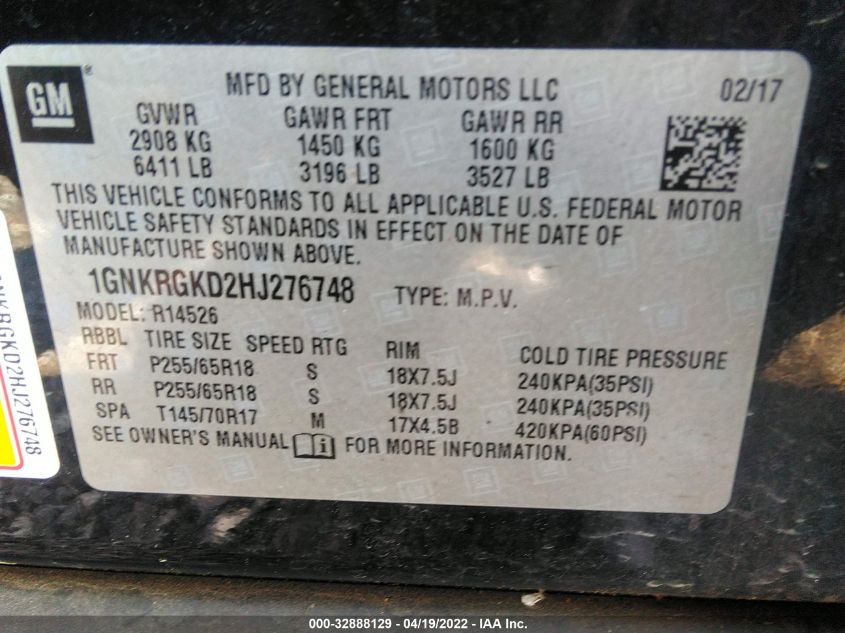 GM ®
MFD BY GENERAL MOTORS LLC 02/17
GVWR GAWR FRT GAWR RR
2908 KG 1450 KG 1600 KG
6411 LB 3196 LB 3527 LB
THIS VEHICLE CONFORMS TO ALL APPLICABLE U.S. FEDERAL MOTOR
VEHICLE SAFETY STANDARDS IN EFFECT ON THE DATE OF
MANUFACTURE SHOWN ABOVE.
1GNKRGKD2HJ276748 TYPE: M.P.V.
MODEL: R14526
RBBL TIRE SIZE SPEED RTG RIM COLD TIRE PRESSURE
FRT P255/65R18 S 18X7.5J 240KPA(35PSI)
RR P255/65R18 S 18X7.5J 240KPA(35PSI)
SPA T145/70R17 M 17X4.5B 420KPA(60PSI)
SEE OWNER'S MANUAL i FOR MORE INFORMATION.
NKRGKD2HJ276748
000-32888129 - 04/19/2022 - IAA Inc.